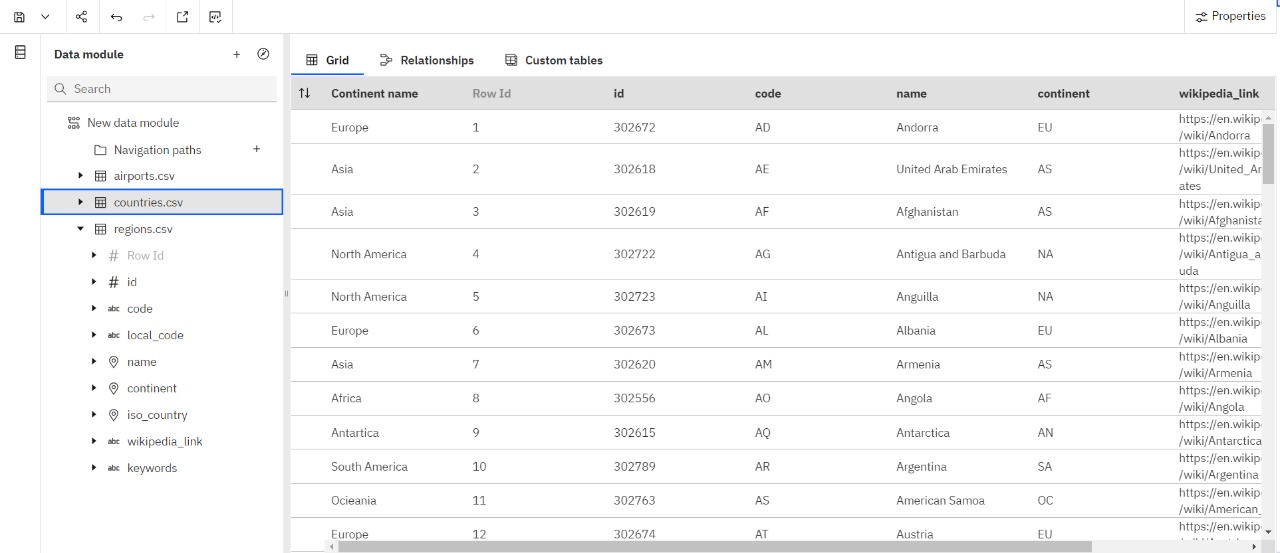 Properties
Data module
Search
New data module
Navigation paths
airports.csv
countries.csv
regions.csv
Row Id
id
abc code
abc local_code
name
continent
iso_country
abc wikipedia_link
abc keywords
Grid Relationships Custom tables
Continent name Row Id id code name continent wikipedia_link
Europe 1 302672 AD Andorra EU https://en.wikip
/wiki/Andorra
Asia 2 302618 AE United Arab Emirates AS https://en.wikip
/wiki/United_Ar
ates
Asia 3 302619 AF Afghanistan AS https://en.wikip
/wiki/Afghanista
North America 4 302722 AG Antigua and Barbuda NA https://en.wikip
/wiki/Antigua_a
uda
North America 5 302723 AI Anguilla NA https://en.wikip
/wiki/Anguilla
Europe 6 302673 AL Albania EU https://en.wikip
/wiki/Albania
Asia 7 302620 AM Armenia AS https://en.wikip
/wiki/Armenia
Africa 8 302556 AO Angola AF https://en.wikip
/wiki/Angola
Antartica 9 302615 AQ Antarctica AN https://en.wikip
/wiki/Antarctica
South America 10 302789 AR Argentina SA https://en.wikip
/wiki/Argentina
Ocieania 11 302763 AS American Samoa OC https://en.wikip
/wiki/American_
Europe 12 302674 AT Austria EU https://en.wikip